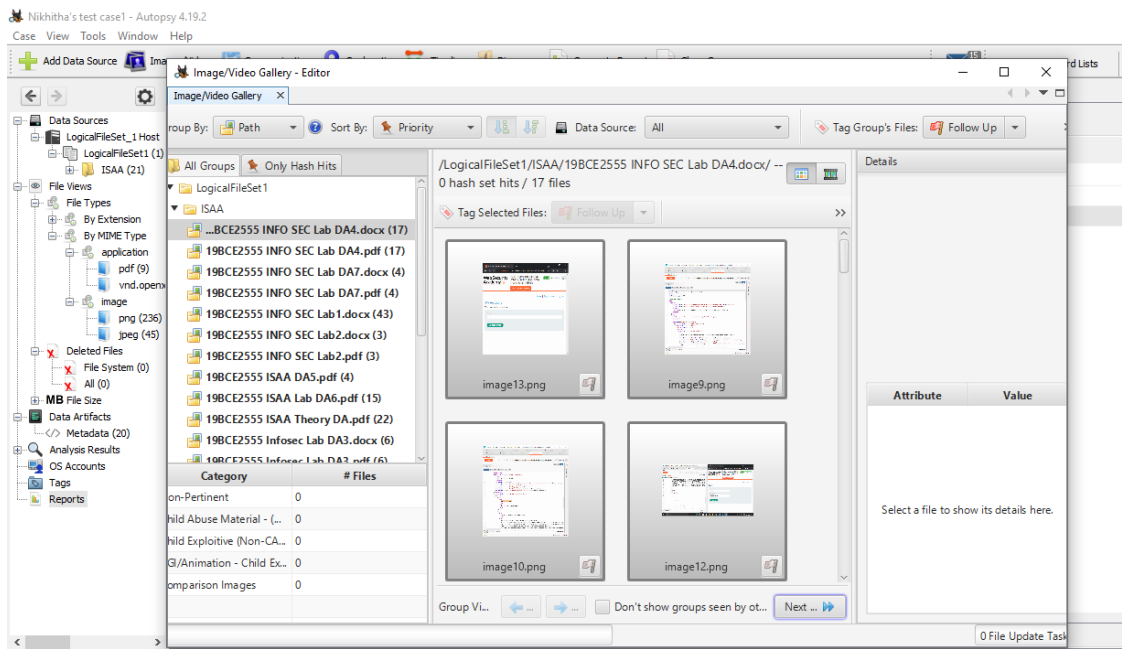 Nikhitha's test case1 - Autopsy 4.19.2
Case View Tools Window Help
Add Data Source
rd Lists
Image/Video Gallery - Editor
Image/Video Gallery
roup By: Path
Sort By: Priority
Data Source: All
Tag Group's Files: Follow Up
Data Sources
LogicalFileSet_1 Host
LogicalFileSet1 (1)
ISAA (21)
File Views
File Types
By Extension
By MIME Type
application
pdf (9)
vnd.openx
image
png (236)
jpeg (45)
Deleted Files
File System (0)
All (0)
MB File Size
Data Artifacts
Metadata (20)
Analysis Results
OS Accounts
Tags
Reports
All Groups Only Hash Hits
LogicalFileSet1
ISAA
...BCE2555 INFO SEC Lab DA4.docx (17)
19BCE2555 INFO SEC Lab DA4.pdf (17)
19BCE2555 INFO SEC Lab DA7.docx (4)
19BCE2555 INFO SEC Lab DA7.pdf (4)
19BCE2555 INFO SEC Lab1.docx (43)
19BCE2555 INFO SEC Lab2.docx (3)
19BCE2555 INFO SEC Lab2.pdf (3)
19BCE2555 ISAA DA5.pdf (4)
19BCE2555 ISAA Lab DA6.pdf (15)
19BCE2555 ISAA Theory DA.pdf (22)
19BCE2555 Infosec Lab DA3.docx (6)
19BCE2555 Infosec Lab DA3.pdf (6)
Category # Files
on-Pertinent 0
hild Abuse Material - (... 0
hild Exploitive (Non-CA... 0
GI/Animation - Child Ex... 0
omparison Images 0
/LogicalFileSet1/ISAA/19BCE2555 INFO SEC Lab DA4.docx/ --
0 hash set hits / 17 files
Tag Selected Files: Follow Up
image13.png
image9.png
image10.png
image12.png
Group Vi... ... ... Don't show groups seen by ot... Next ...
Details
Attribute Value
Select a file to show its details here.
0 File Update Task